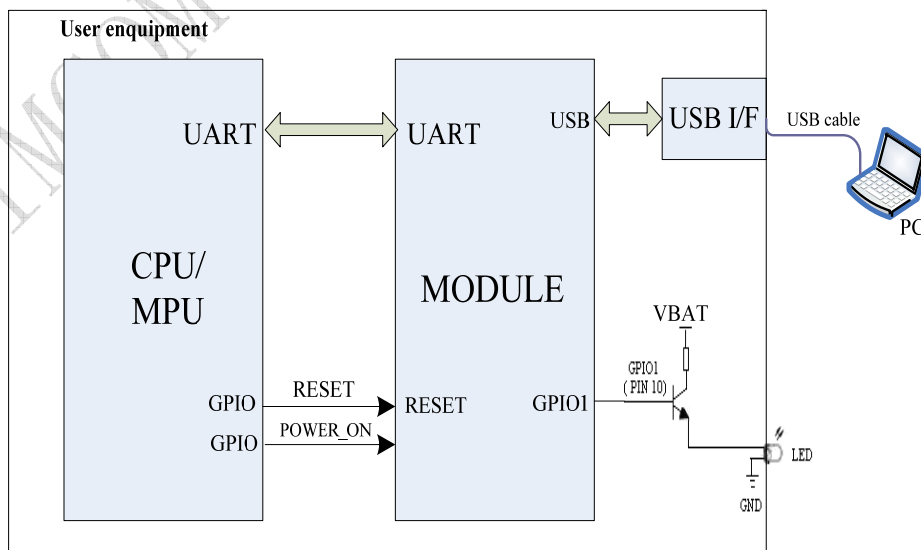 User enquipment
UART
UART
USB
USB I/F
USB cable
PC
CPU/
MPU
MODULE
VBAT
GPIO1
( PIN 10)
GPIO
RESET
RESET
GPIO1
GPIO
POWER_ON
LED
GND